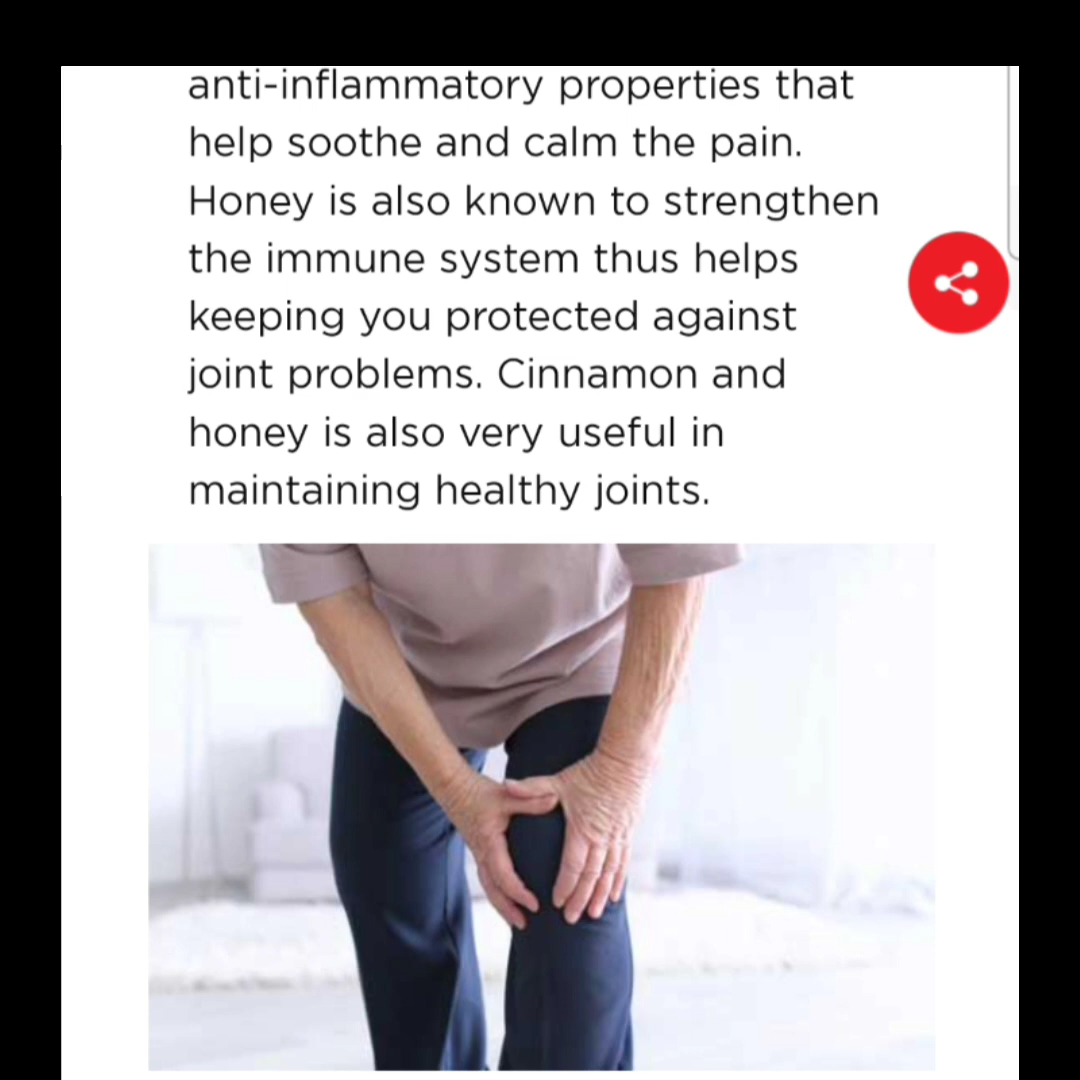 anti-inflammatory properties that
help soothe and calm the pain.
Honey is also known to strengthen
the immune system thus helps
keeping you protected against
joint problems. Cinnamon and
honey is also very useful in
maintaining healthy joints.